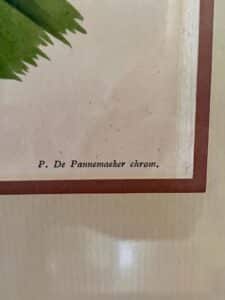 P. De Pannemaeker chrom.